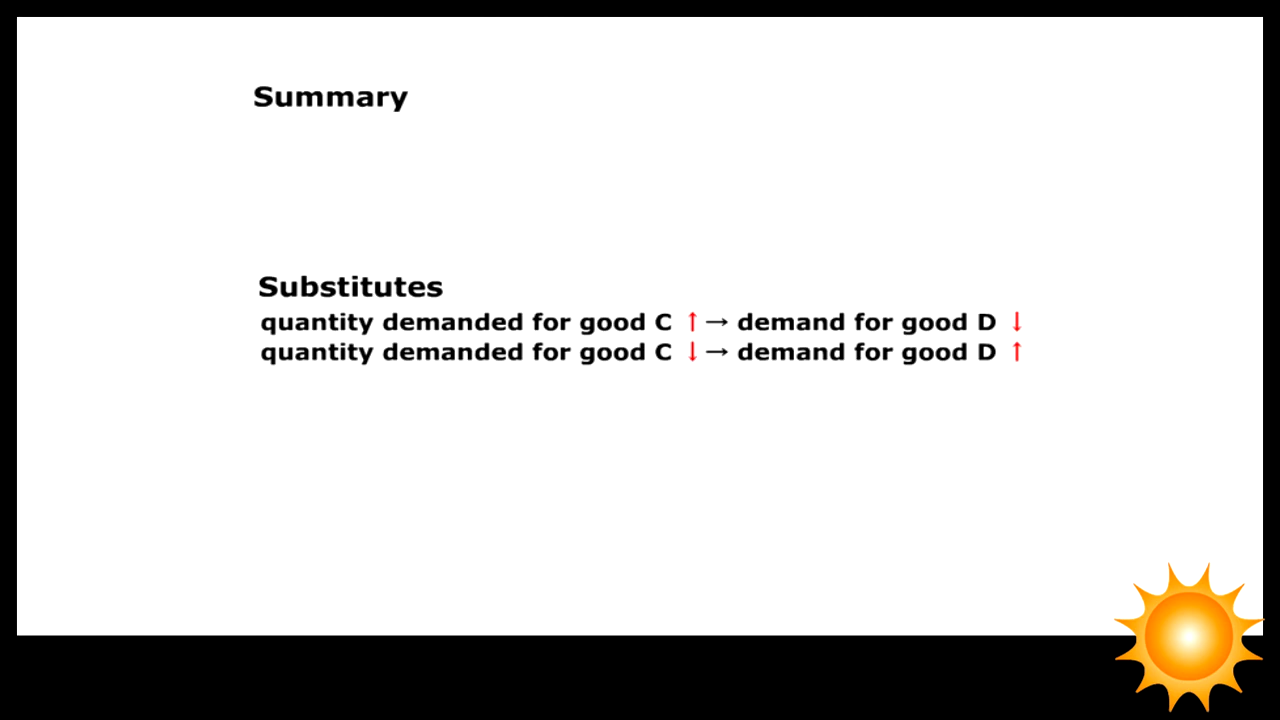 Summary
Substitutes
quantity demanded for good C ↑ → demand for good D ↓
quantity demanded for good C ↓ → demand for good D ↑